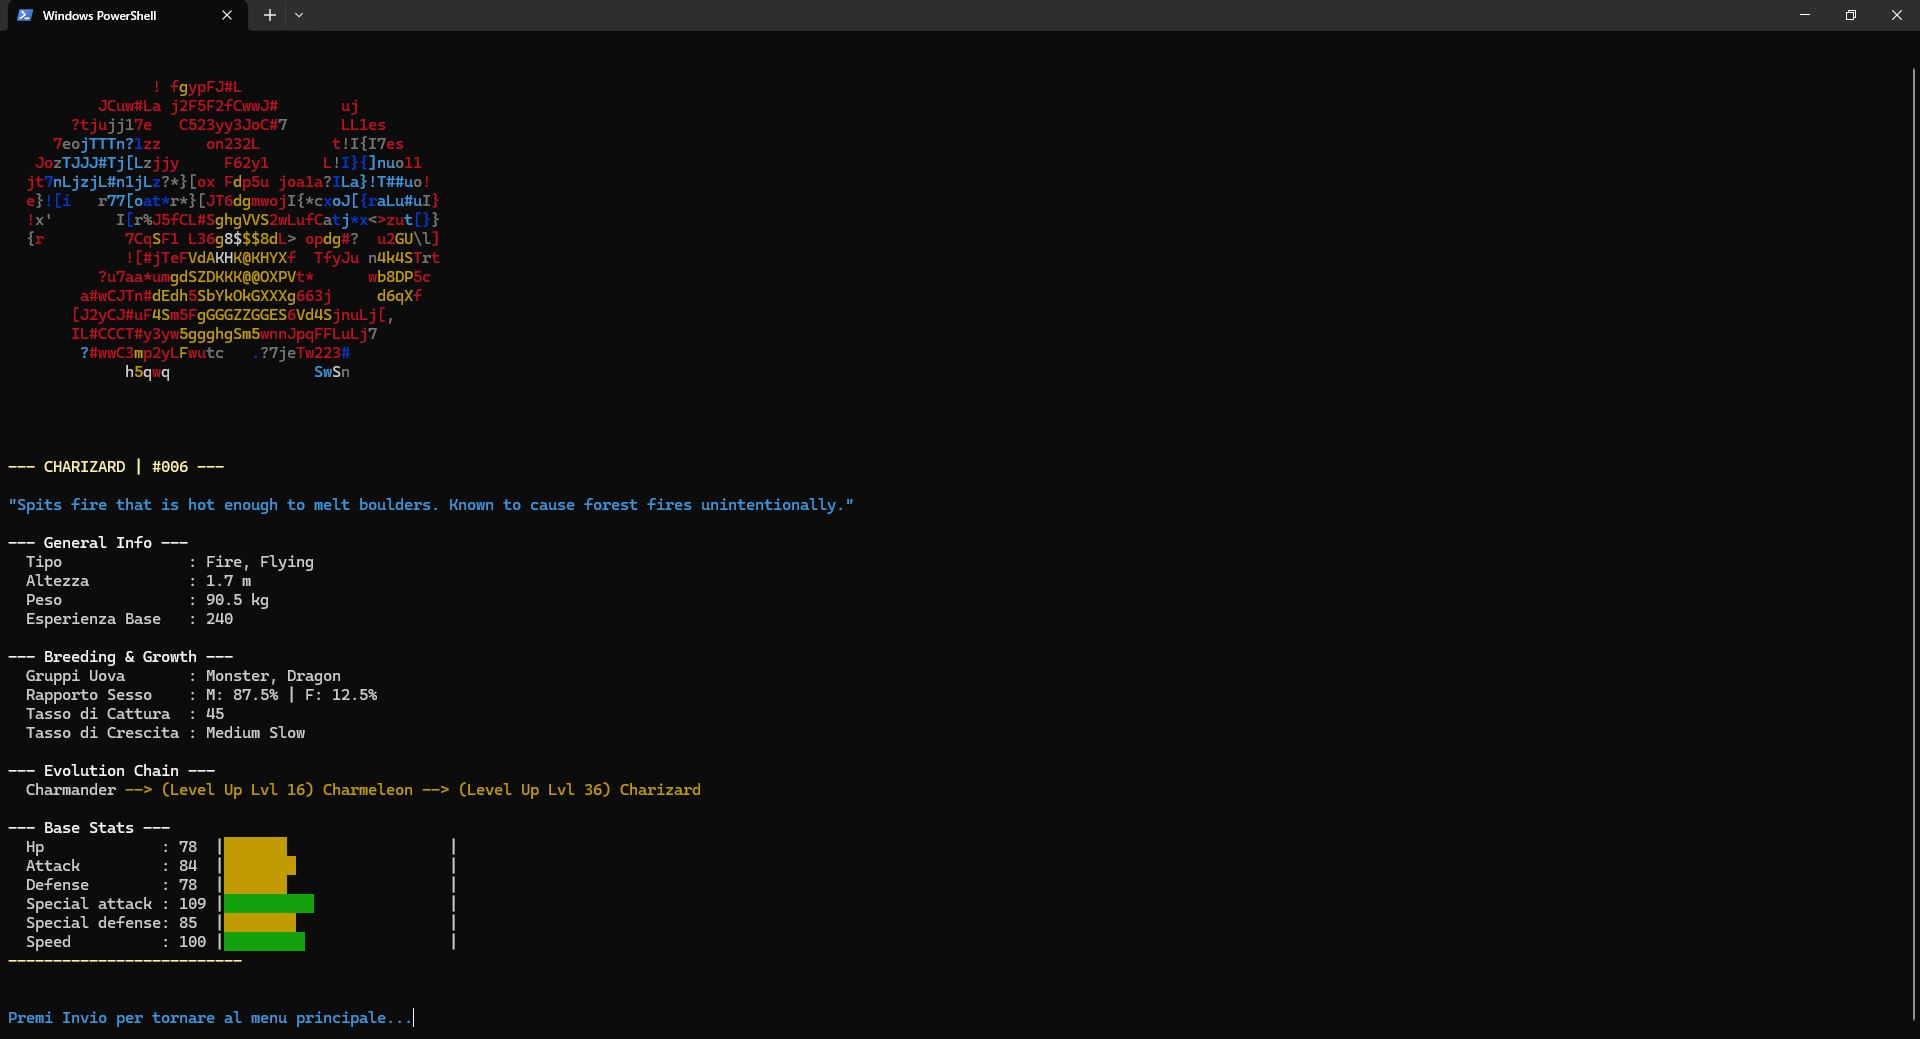 Windows PowerShell
! fgypFJ#L
JCuw#La j2F5F2fCwwJ# uj
?tjujj17e C523yy3JoC#7 LL1es
7eojTTTn?1zz on232L t!I{I7es
JozTJJJ#Tj[Lzjjy F62y1 L!I}{]nuo11
jt7nLjzjL#n1jLz?*}[ox Fdp5u joa1a?ILa}!T##uo!
e}![i r77[oat*r*}[JT6dgmwojI{*cxoJ[{raLu#uI}
!x' I[r%J5fCL#SghgVVS2wLufCatj*x<>zut[}}
{r 7CqSF1 L36g8$$$8dL> opdg#? u2GU\l]
![#jTeFVdAKHK@KHYXf TfyJu n4k4STrt
?u7aa*umgdSZDKKK@@OXPVt* wb8DP5c
a#wCJTn#dEdh5SbYkOkGXXXg663j d6qXf
[J2yCJ#uF4Sm5FgGGGZZGGES6Vd4SjnuLj[,
IL#CCCT#y3yw5ggghgSm5wnnJpqFFLuLj7
?#wwC3mp2yLFwutc .?7jeTw223#
h5qwq SwSn
--- CHARIZARD | #006 ---
"Spits fire that is hot enough to melt boulders. Known to cause forest fires unintentionally."
--- General Info ---
Tipo : Fire, Flying
Altezza : 1.7 m
Peso : 90.5 kg
Esperienza Base : 240
--- Breeding & Growth ---
Gruppi Uova : Monster, Dragon
Rapporto Sesso : M: 87.5% | F: 12.5%
Tasso di Cattura : 45
Tasso di Crescita : Medium Slow
--- Evolution Chain ---
Charmander --> (Level Up Lvl 16) Charmeleon --> (Level Up Lvl 36) Charizard
--- Base Stats ---
Hp : 78 | |
Attack : 84 | |
Defense : 78 | |
Special attack : 109 | |
Special defense: 85 | |
Speed : 100 | |
--------------------------
Premi Invio per tornare al menu principale...